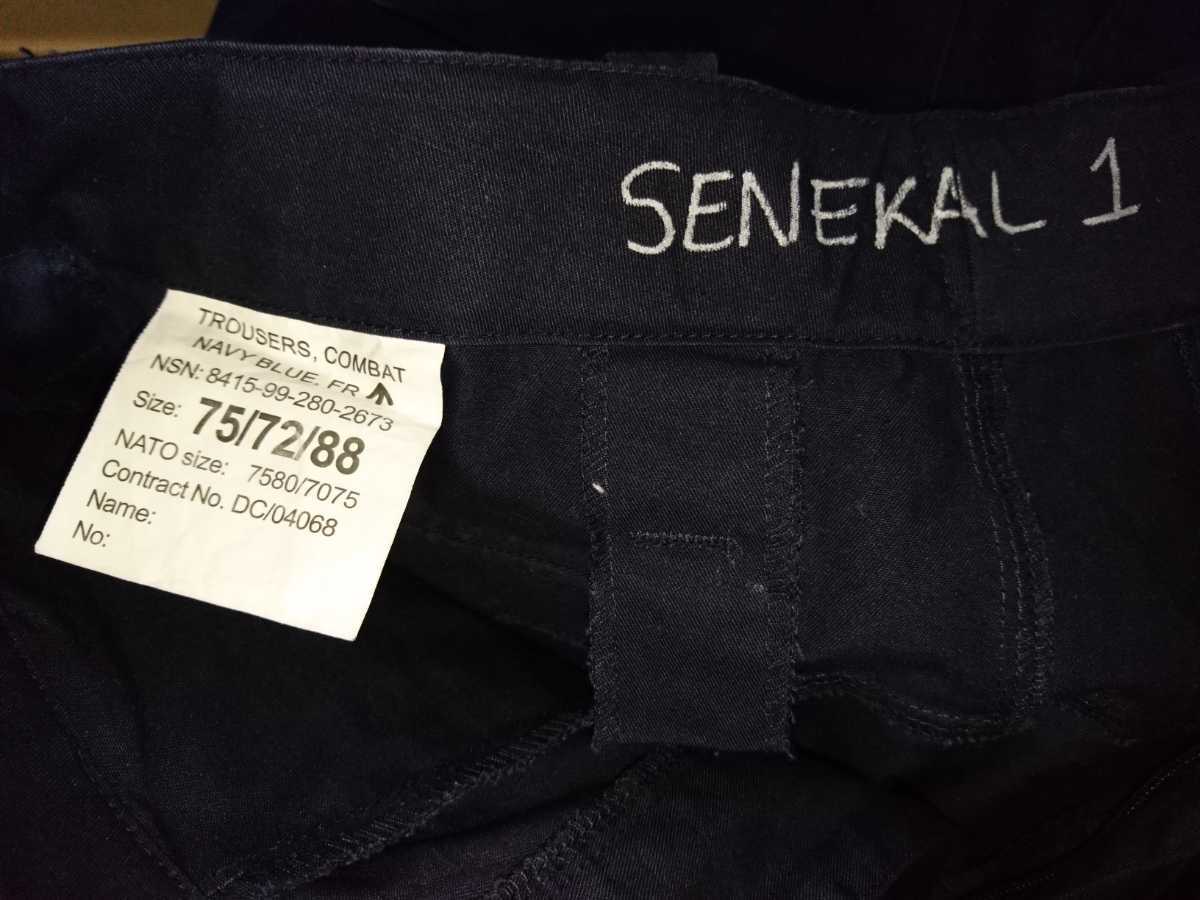 SENEKAL 1
TROUSERS, COMBAT
NAVY BLUE, FR
NSN: 8415-99-280-2673
Size: 75/72/88
NATO size: 7580/7075
Contract No. DC/04068
Name:
No: